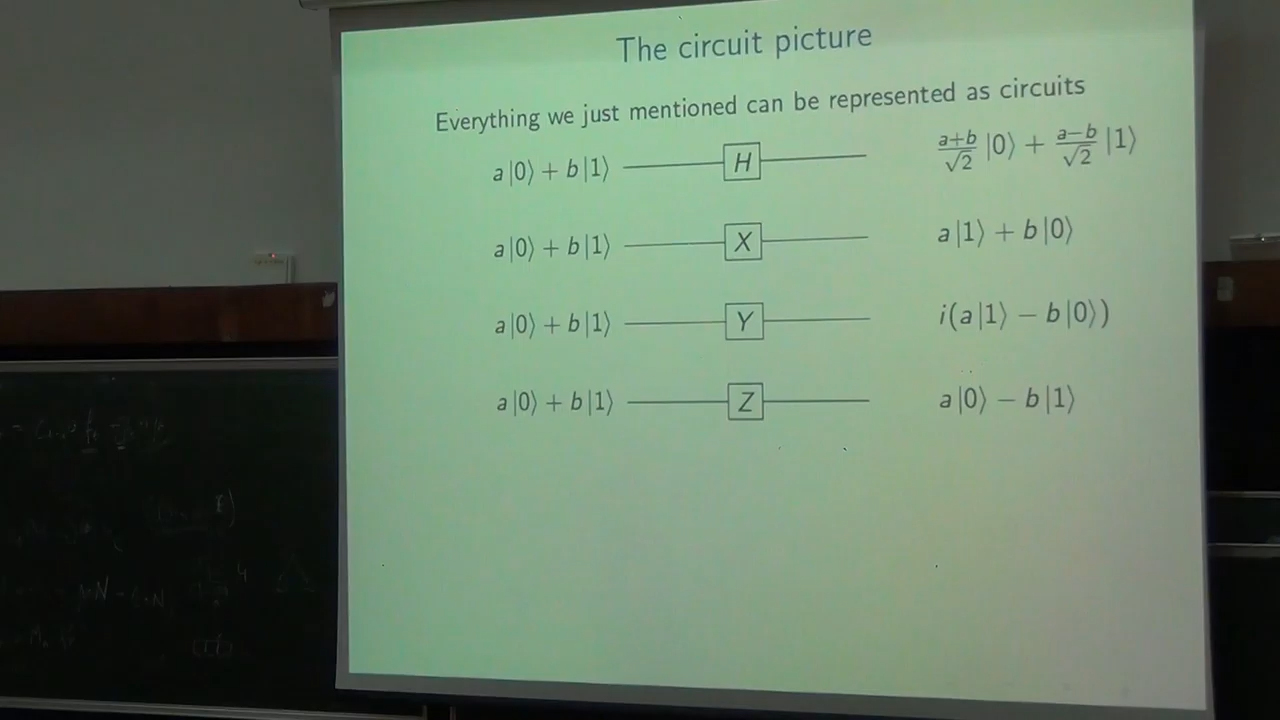 The circuit picture
Everything we just mentioned can be represented as circuits
a|0⟩ + b|1⟩ H (a+b)/√2 |0⟩ + (a−b)/√2 |1⟩
a|0⟩ + b|1⟩ X a|1⟩ + b|0⟩
a|0⟩ + b|1⟩ Y i(a|1⟩ − b|0⟩)
a|0⟩ + b|1⟩ Z a|0⟩ − b|1⟩